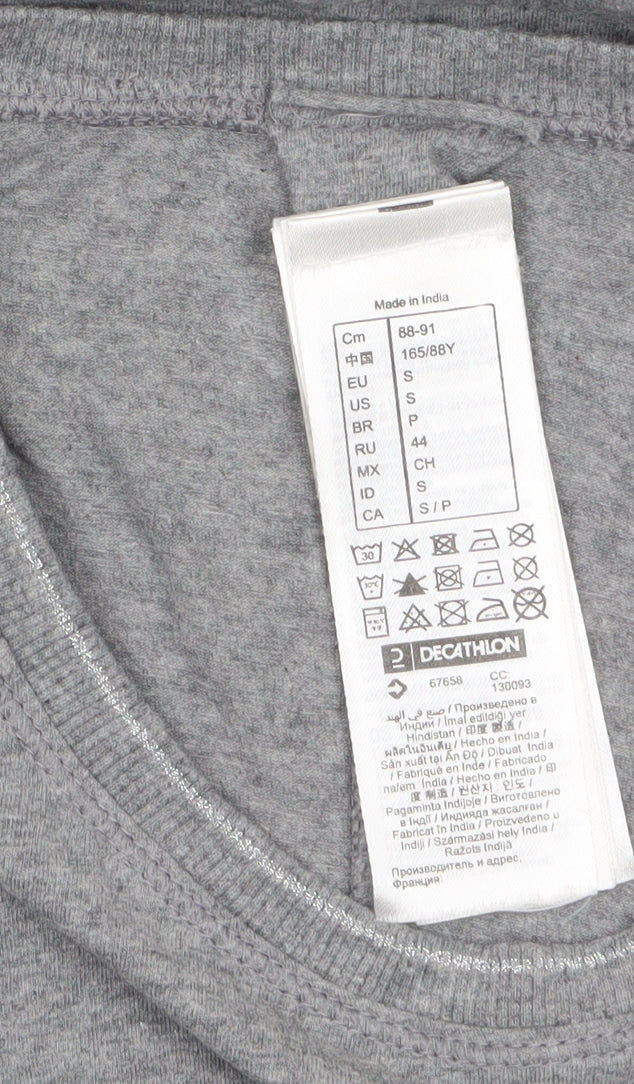 Made in India
Cm 88-91
中国 165/88Y
EU S
US S
BR P
RU 44
MX CH
ID S
CA S / P
30
DECATHLON
67658 CC:
130093
صنع في الهند / Произведено в
Индии / İmal edildiği yer
Hindistan / 印度 製造 /
ผลิตในอินเดีย / Hecho en India /
Sản xuất tại Ấn Độ / Dibuat India
/ Fabriqué en Inde / Fabricado
na/em India / Hecho en India / 印
度 制造 / 원산지 : 인도 /
Pagaminta Indijoje / Виготовлено
в Індії / Индияда жасалған /
Fabricat în India / Proizvedeno u
Indiji / Származási hely India /
Ražots Indijā
Производитель и адрес,
Франция: